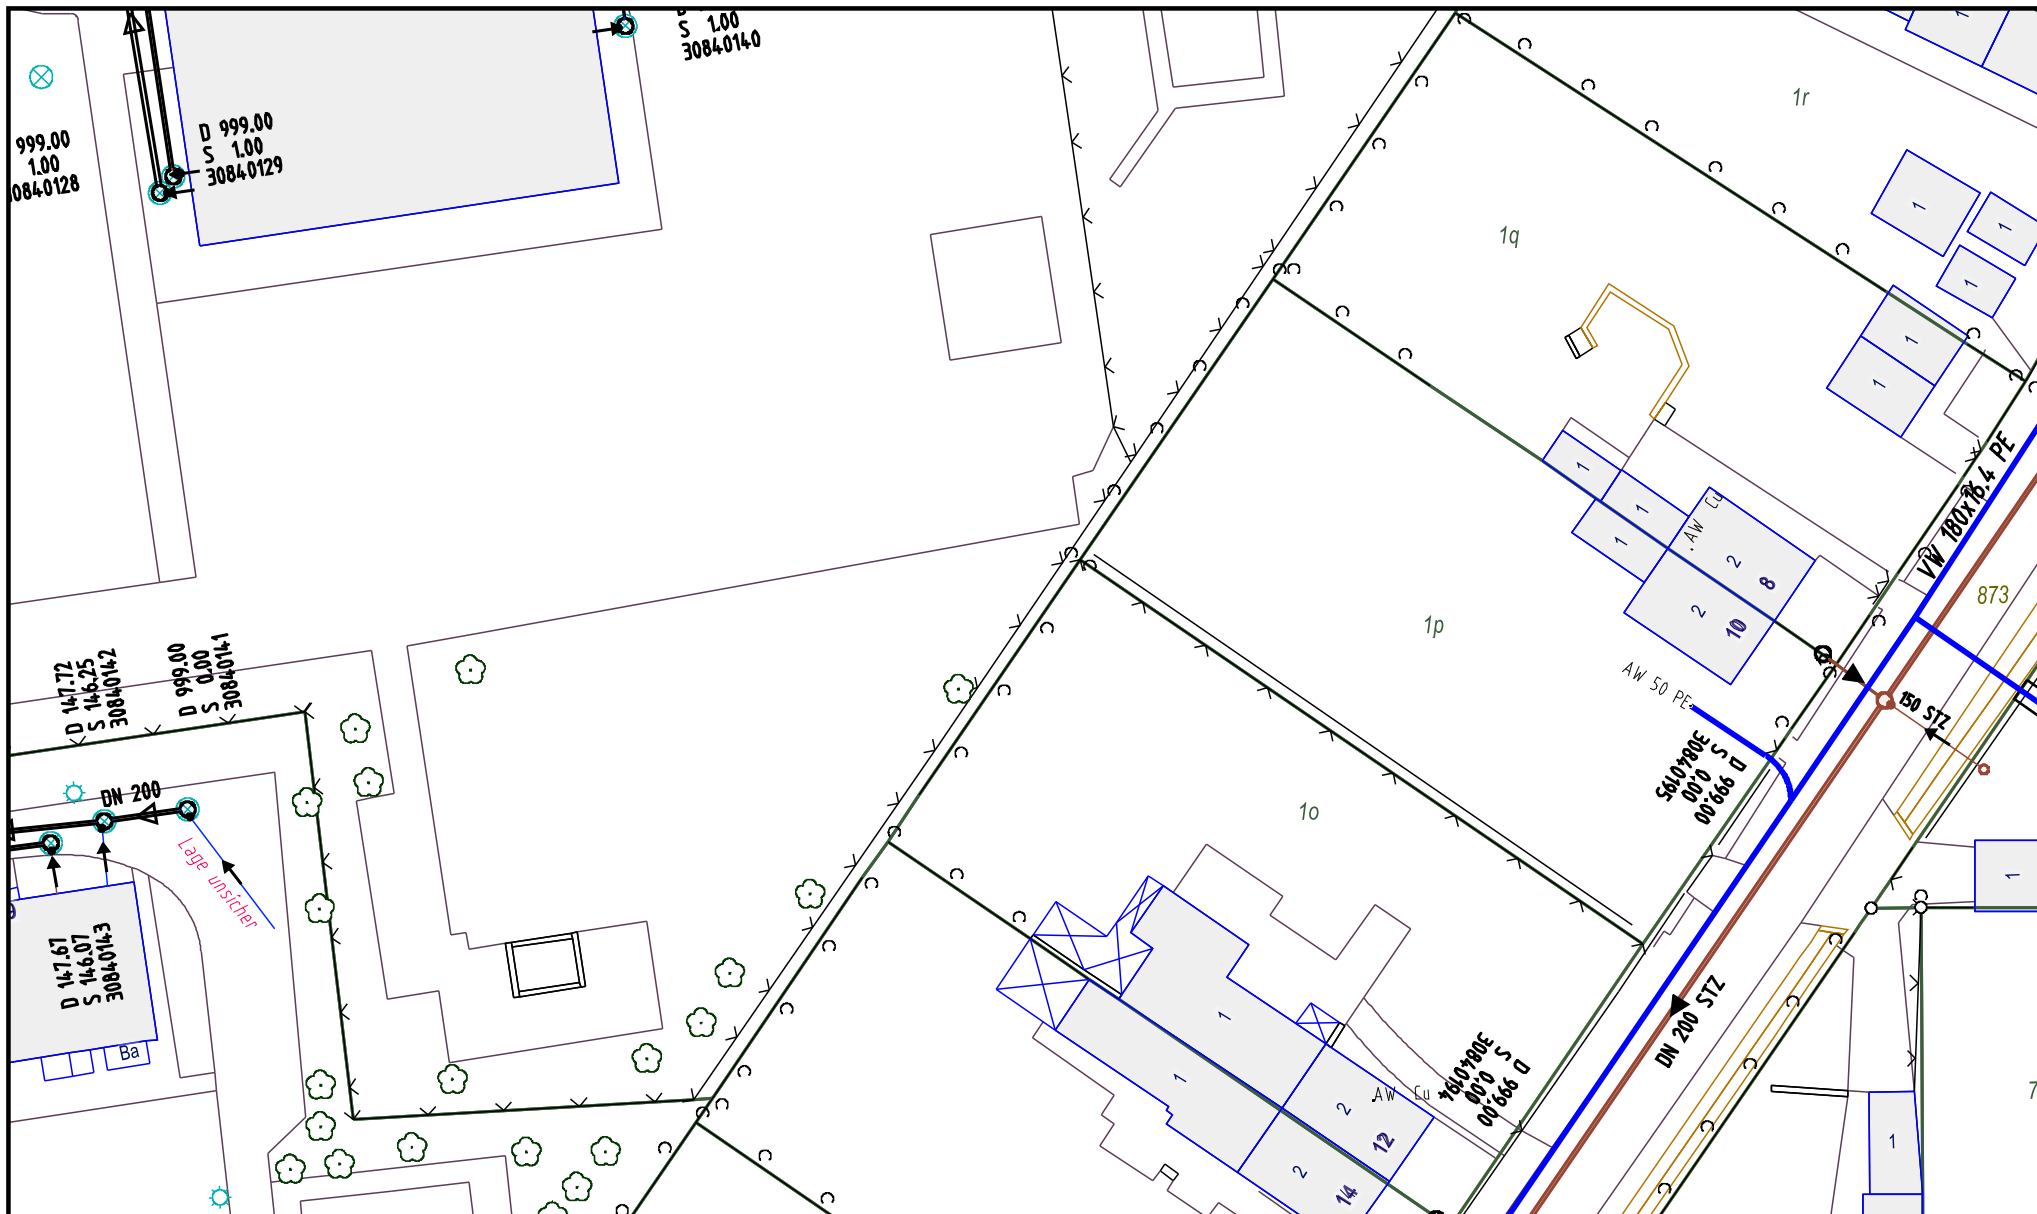 S 1.00
30840140
999.00
1.00
0840128
D 999.00
S 1.00
30840129
1r
1
1
1
1
1q
1
1
VW 180x16.4 PE
1
1
1
AW Cu
2
8
2
10
873
1p
AW 50 PE
150 STZ
D 999.00
S 0.00
30840195
D 147.72
S 146.25
30840142
D 999.00
S 0.00
30840141
DN 200
Lage unsicher
1o
1
D 147.67
S 146.07
30840143
Ba
1
1
DN 200 STZ
D 999.00
S 0.00
30840194
AW Cu
2
12
2
14
7
1